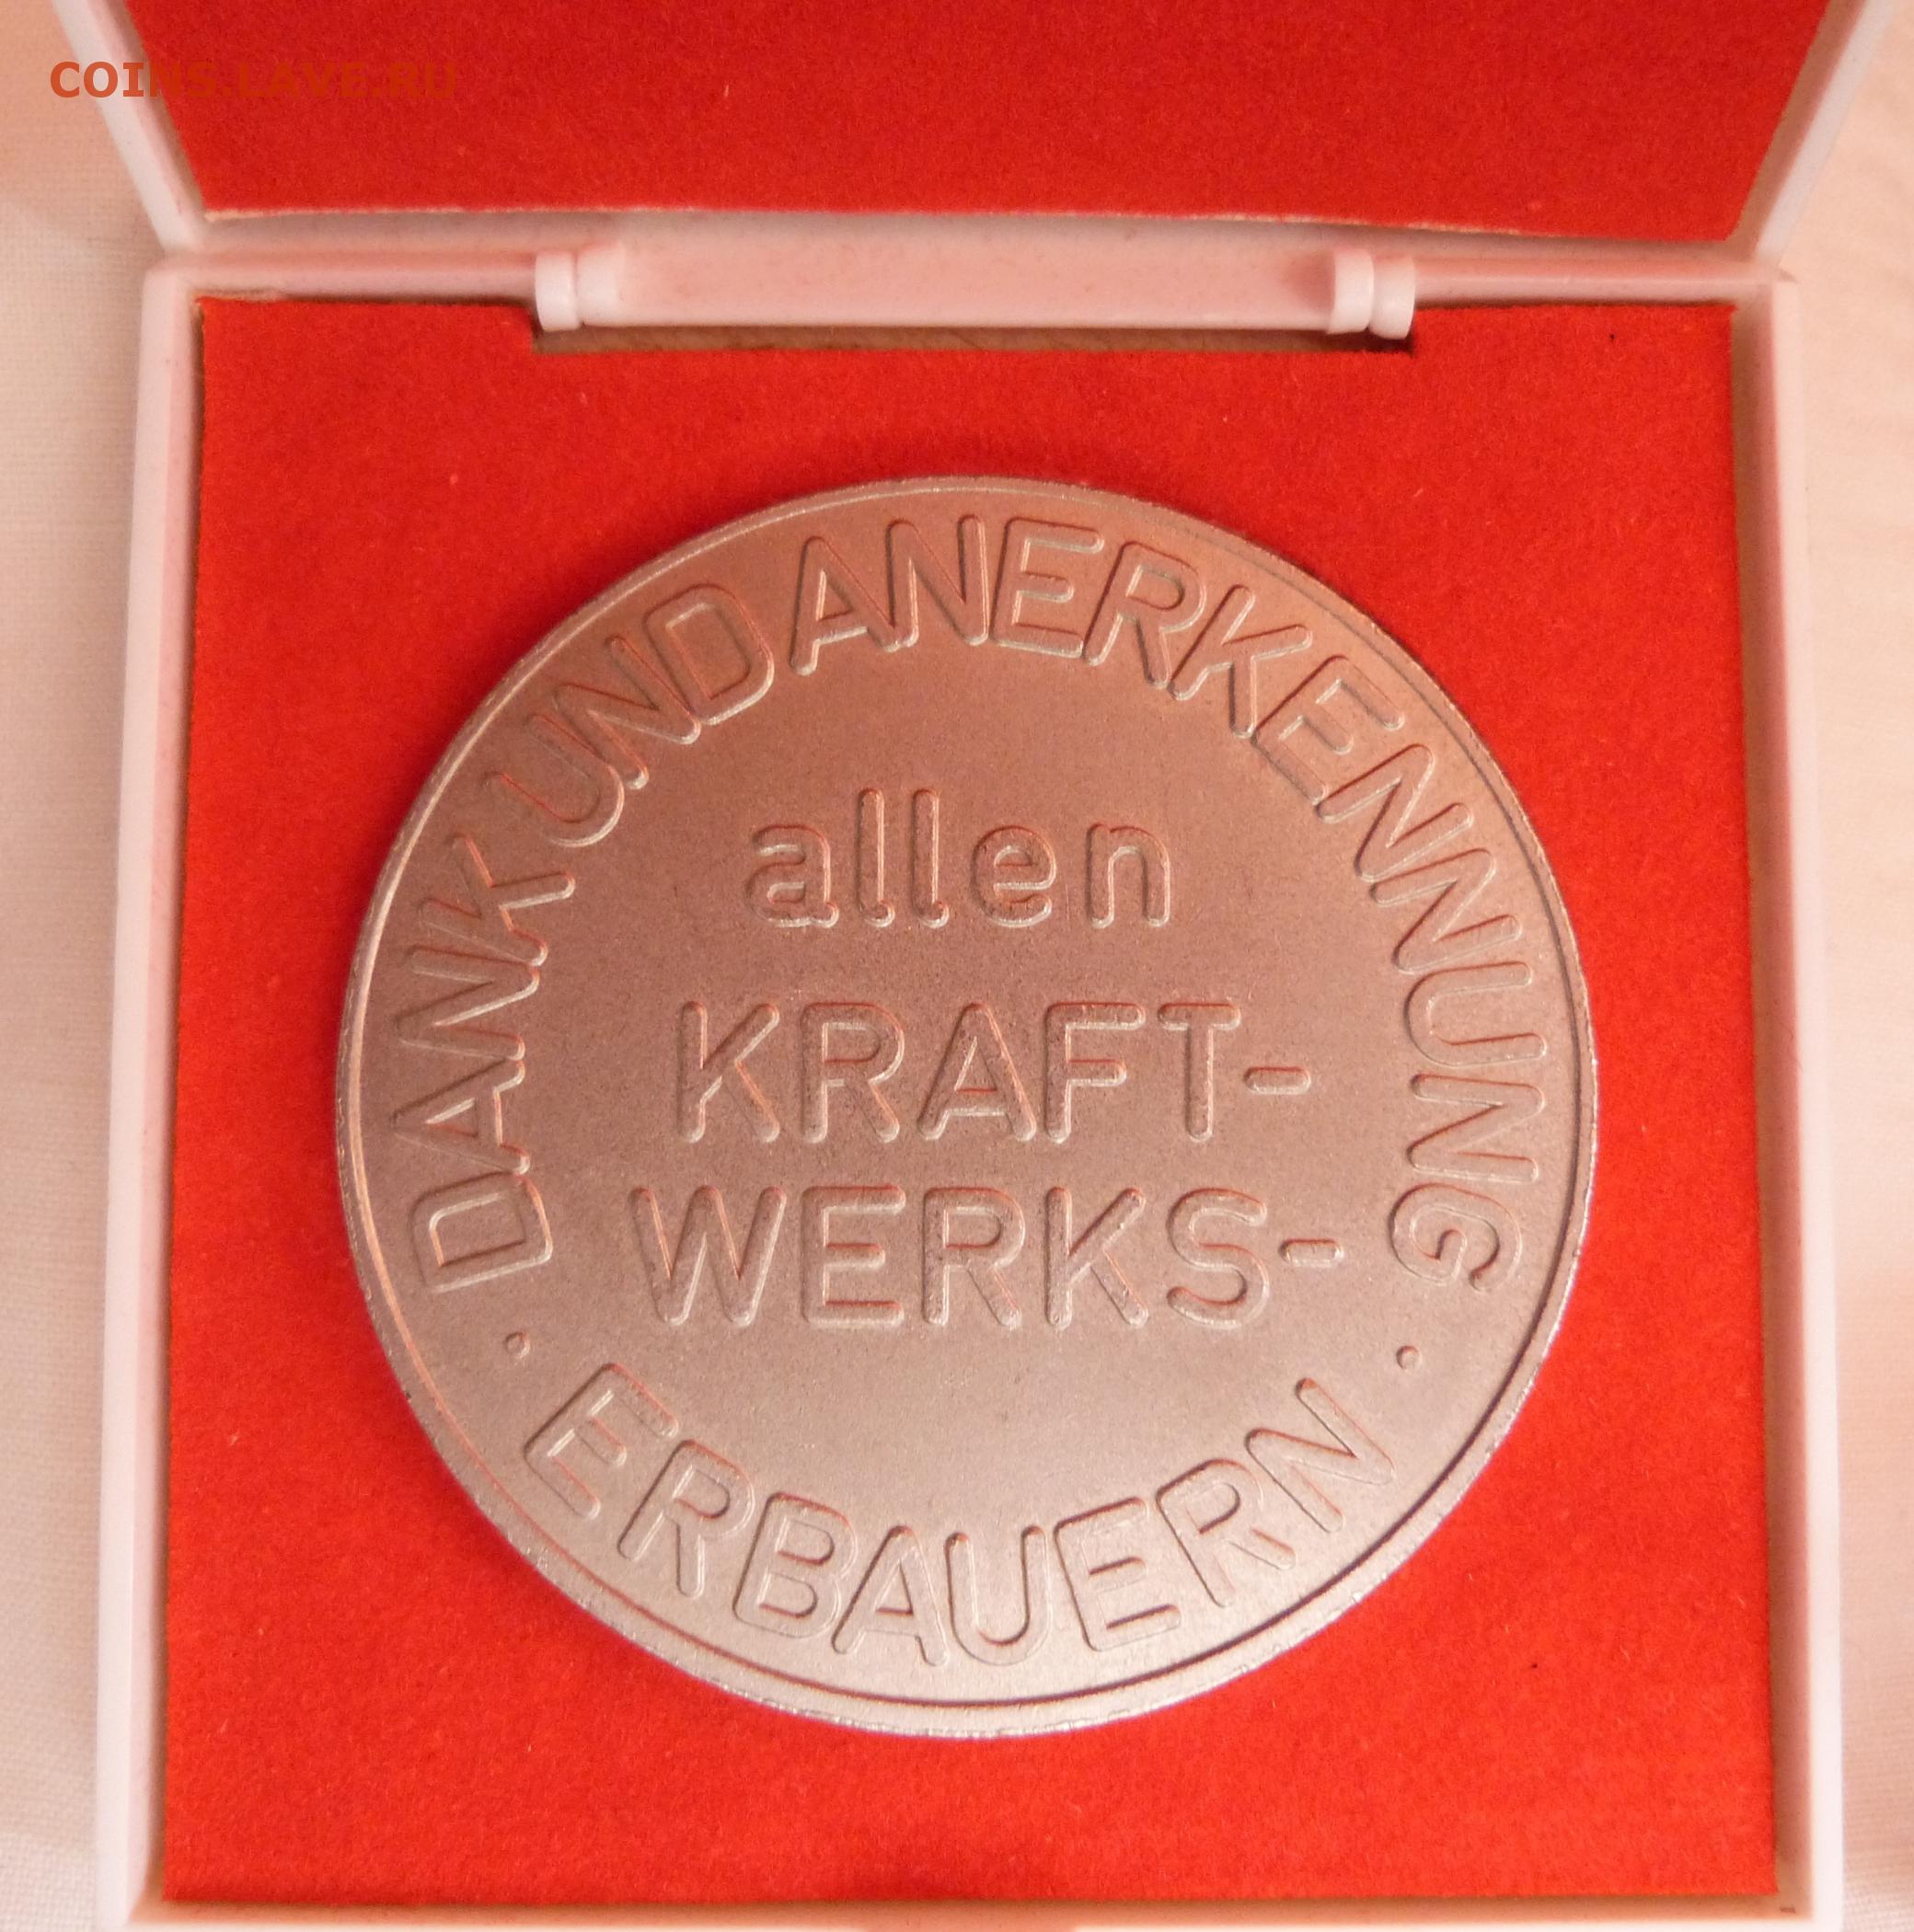 COINS.LAVE.RU
DANK UND ANERKENNUNG
allen
KRAFT-
WERKS-
· ERBAUERN ·